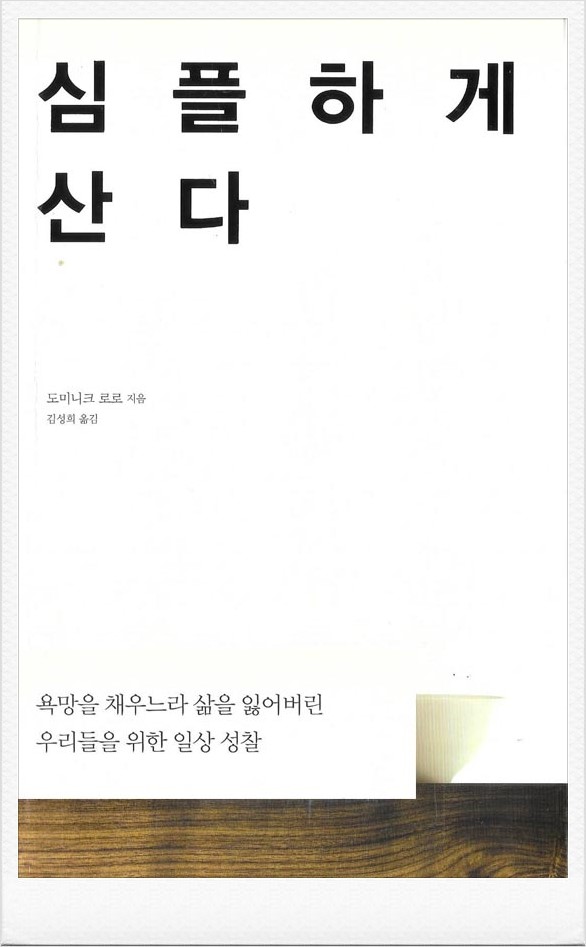 심플하게
산다
도미니크 로로 지음
김성희 옮김
욕망을 채우느라 삶을 잃어버린
우리들을 위한 일상 성찰